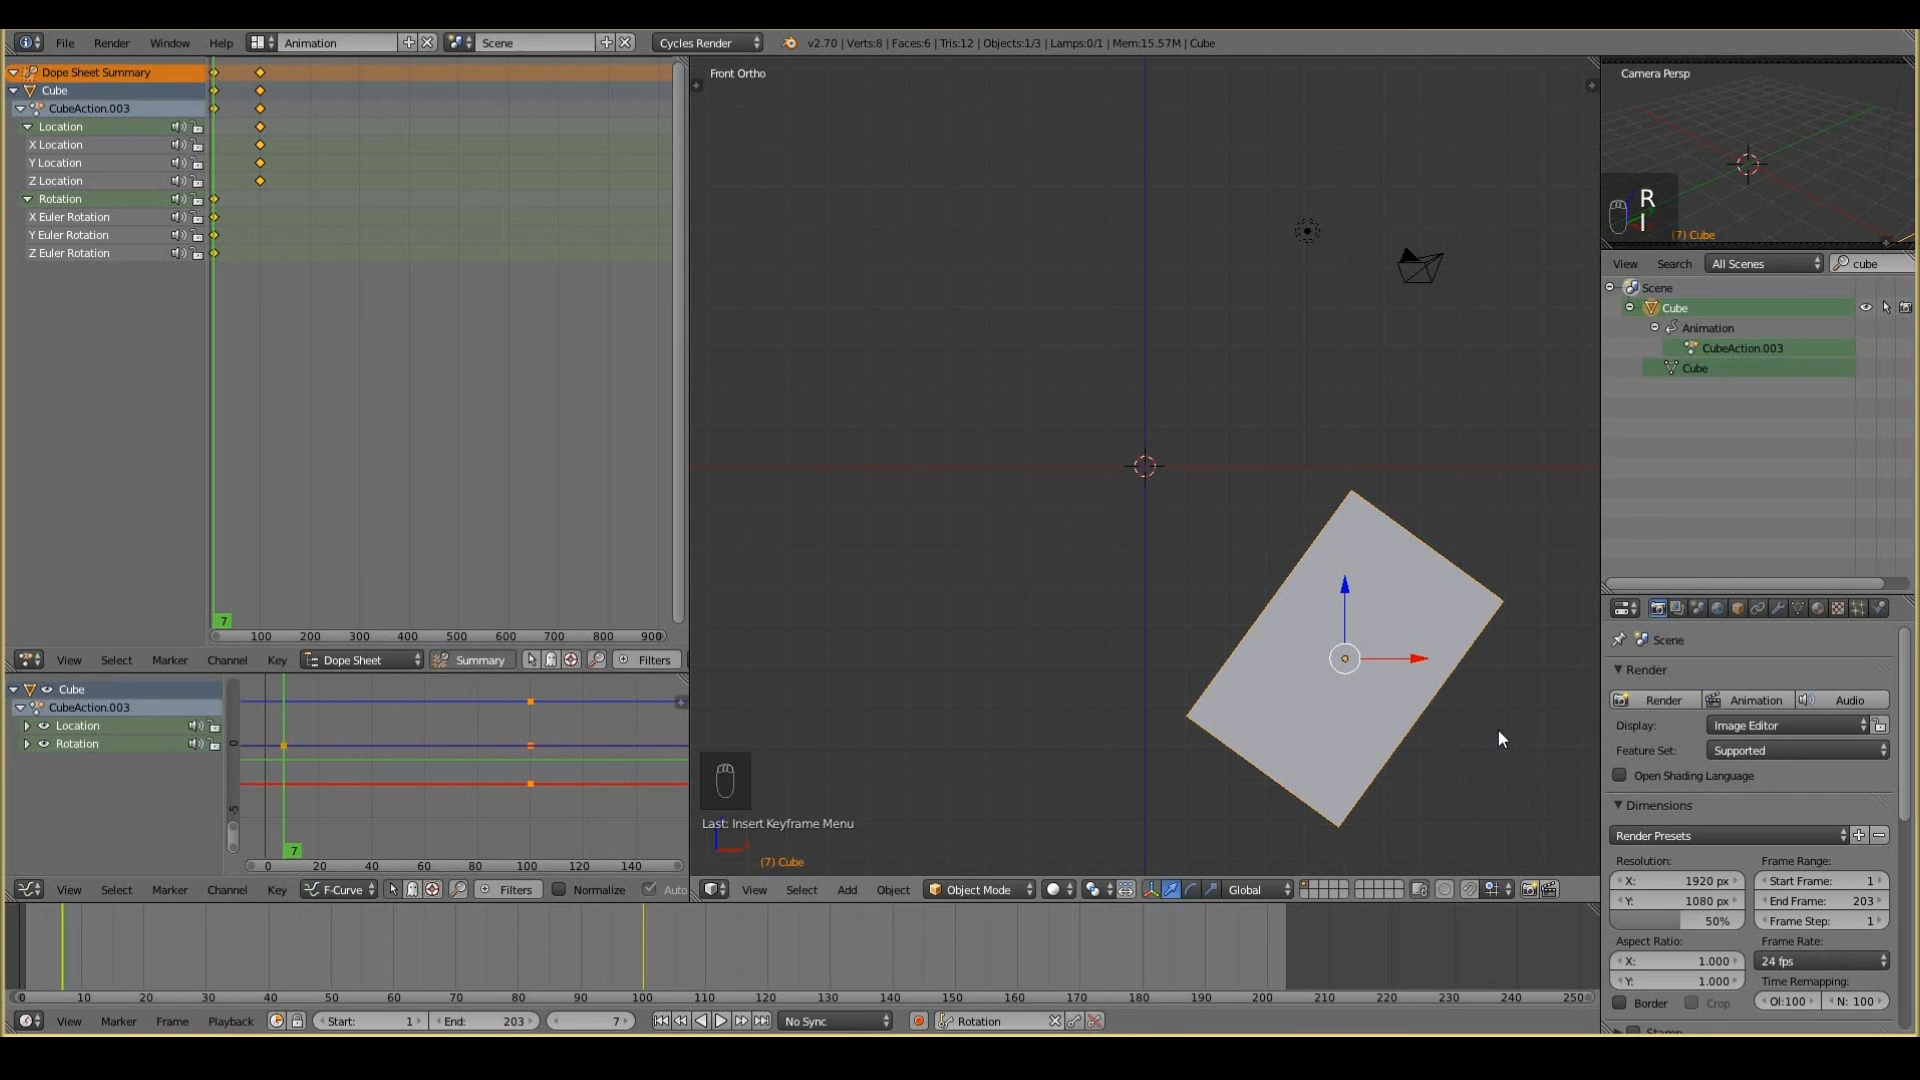 File Render Window Help Animation Scene Cycles Render v2.70 | Verts:8 | Faces:6 | Tris:12 | Objects:1/3 | Lamps:0/1 | Mem:15.57M | Cube
Dope Sheet Summary
Cube
CubeAction.003
Location
X Location
Y Location
Z Location
Rotation
X Euler Rotation
Y Euler Rotation
Z Euler Rotation
7
100 200 300 400 500 600 700 800 900
View Select Marker Channel Key Dope Sheet Summary Filters
Cube
CubeAction.003
Location
Rotation
0
-5
7
0 20 40 60 80 100 120 140
View Select Marker Channel Key F-Curve Filters Normalize Auto
Front Ortho
Last: Insert Keyframe Menu
(7) Cube
View Select Add Object Object Mode Global
Camera Persp
R
I
(7) Cube
View Search All Scenes cube
Scene
Cube
Animation
CubeAction.003
Cube
Scene
Render
Render Animation Audio
Display: Image Editor
Feature Set: Supported
Open Shading Language
Dimensions
Render Presets
Resolution: Frame Range:
X: 1920 px Start Frame: 1
Y: 1080 px End Frame: 203
50% Frame Step: 1
Aspect Ratio: Frame Rate:
X: 1.000 24 fps
Y: 1.000 Time Remapping:
Border Crop Ol:100 N: 100
Stamp
0 10 20 30 40 50 60 70 80 90 100 110 120 130 140 150 160 170 180 190 200 210 220 230 240 250
View Marker Frame Playback Start: 1 End: 203 7 No Sync Rotation